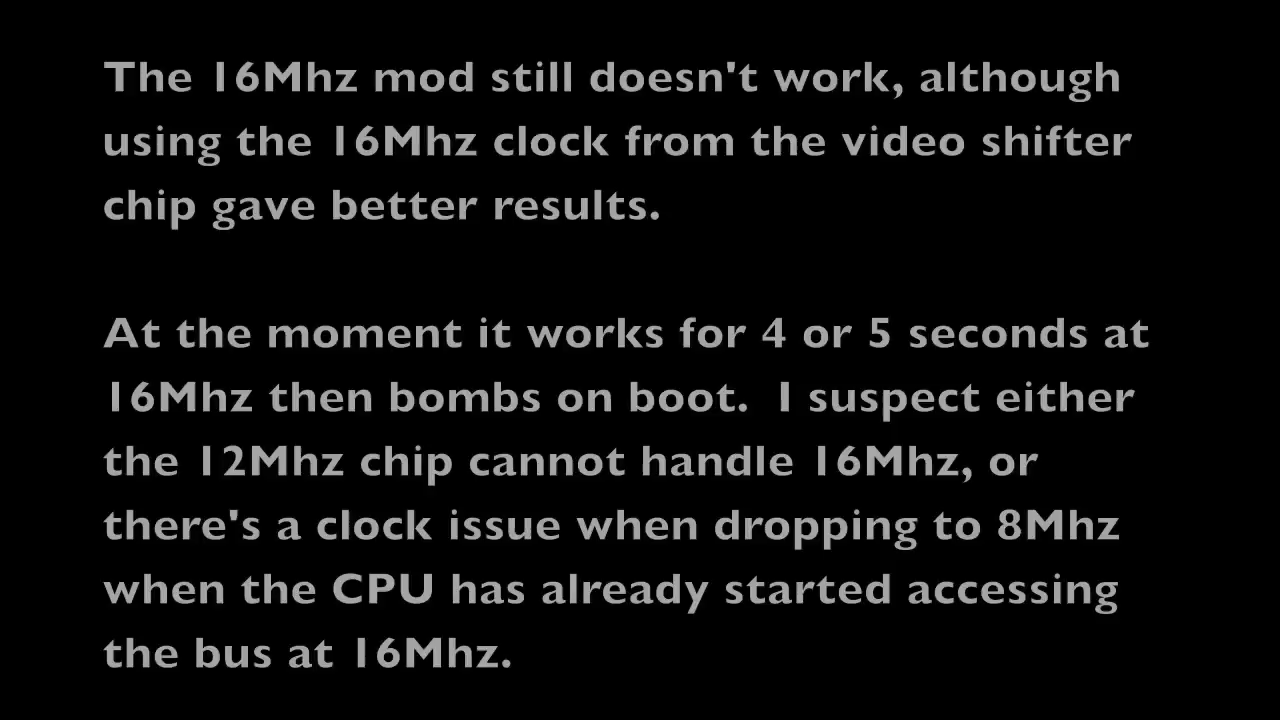 The 16Mhz mod still doesn't work, although
using the 16Mhz clock from the video shifter
chip gave better results.
At the moment it works for 4 or 5 seconds at
16Mhz then bombs on boot.  I suspect either
the 12Mhz chip cannot handle 16Mhz, or
there's a clock issue when dropping to 8Mhz
when the CPU has already started accessing
the bus at 16Mhz.